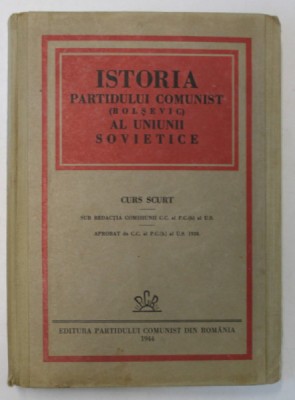 ISTORIA
PARTIDULUI COMUNIST
(BOLȘEVIC)
AL UNIUNII
SOVIETICE
CURS SCURT
SUB REDACȚIA COMISIUNII C.C. al P.C.(b) al U.S.
APROBAT de C.C. al P.C.(b) al U.S. 1938.
PCR
EDITURA PARTIDULUI COMUNIST DIN ROMÂNIA
1944